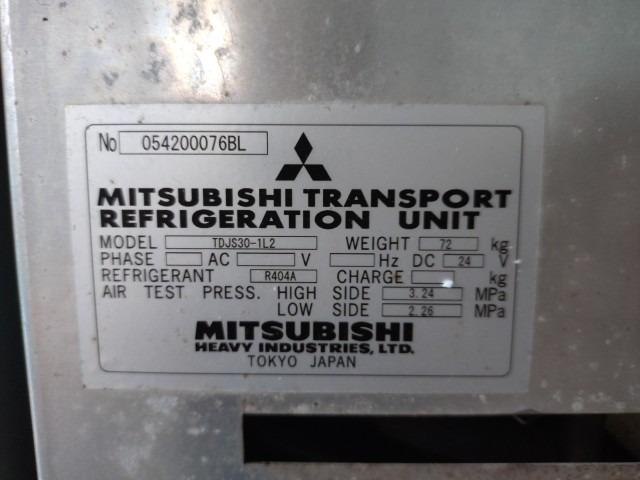 No 054200076BL
MITSUBISHI TRANSPORT
REFRIGERATION UNIT
MODEL TDJS30-1L2 WEIGHT 72 kg
PHASE AC V Hz DC 24 V
REFRIGERANT R404A CHARGE kg
AIR TEST PRESS. HIGH SIDE 3.24 MPa
LOW SIDE 2.26 MPa
MITSUBISHI
HEAVY INDUSTRIES, LTD.
TOKYO JAPAN